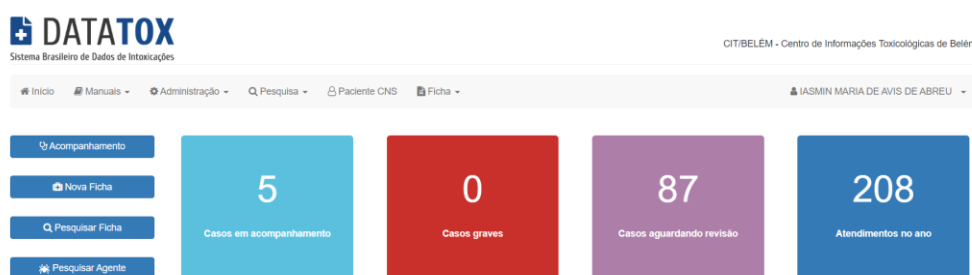 DATATOX
Sistema Brasileiro de Dados de Intoxicações
CIT/BELÉM - Centro de Informações Toxicológicas de Belém
Início Manuais Administração Pesquisa Paciente CNS Ficha IASMIN MARIA DE AVIS DE ABREU
Acompanhamento
Nova Ficha
Pesquisar Ficha
Pesquisar Agente
5
Casos em acompanhamento
0
Casos graves
87
Casos aguardando revisão
208
Atendimentos no ano